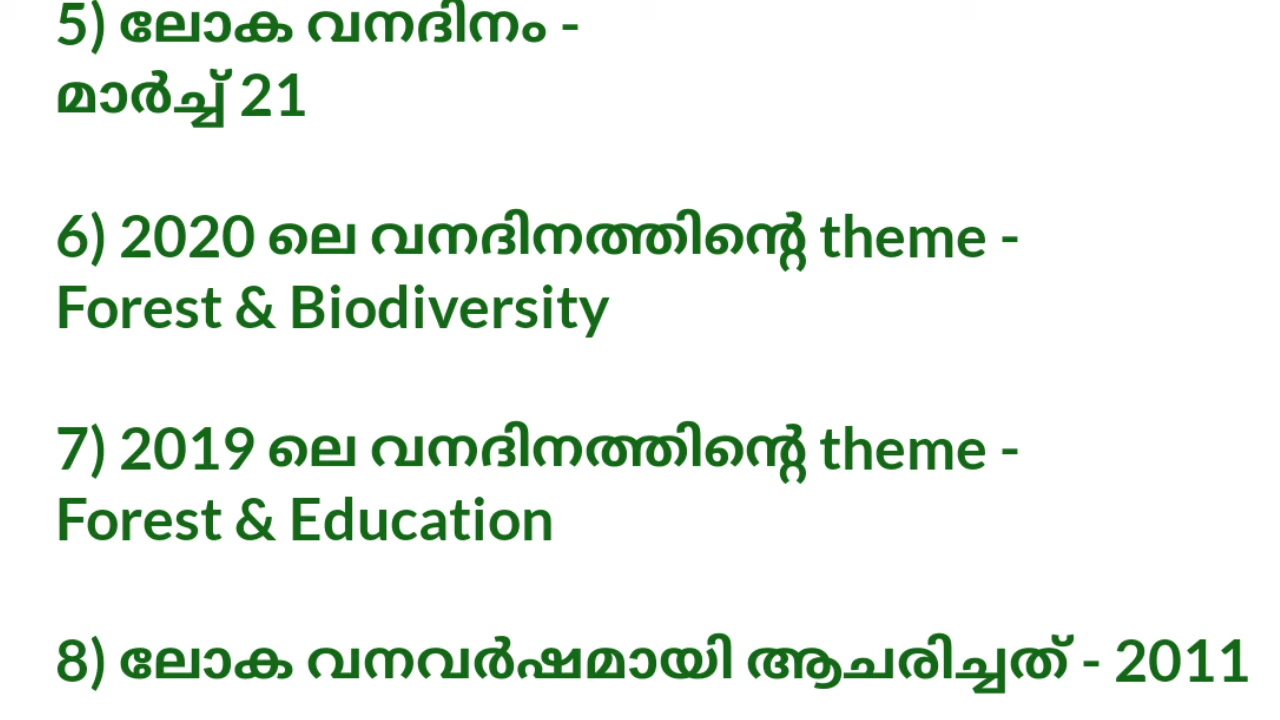 5) ലോക വനദിനം -
മാർച്ച് 21
6) 2020 ലെ വനദിനത്തിന്റെ theme -
Forest & Biodiversity
7) 2019 ലെ വനദിനത്തിന്റെ theme -
Forest & Education
8) ലോക വനവർഷമായി ആചരിച്ചത് - 2011